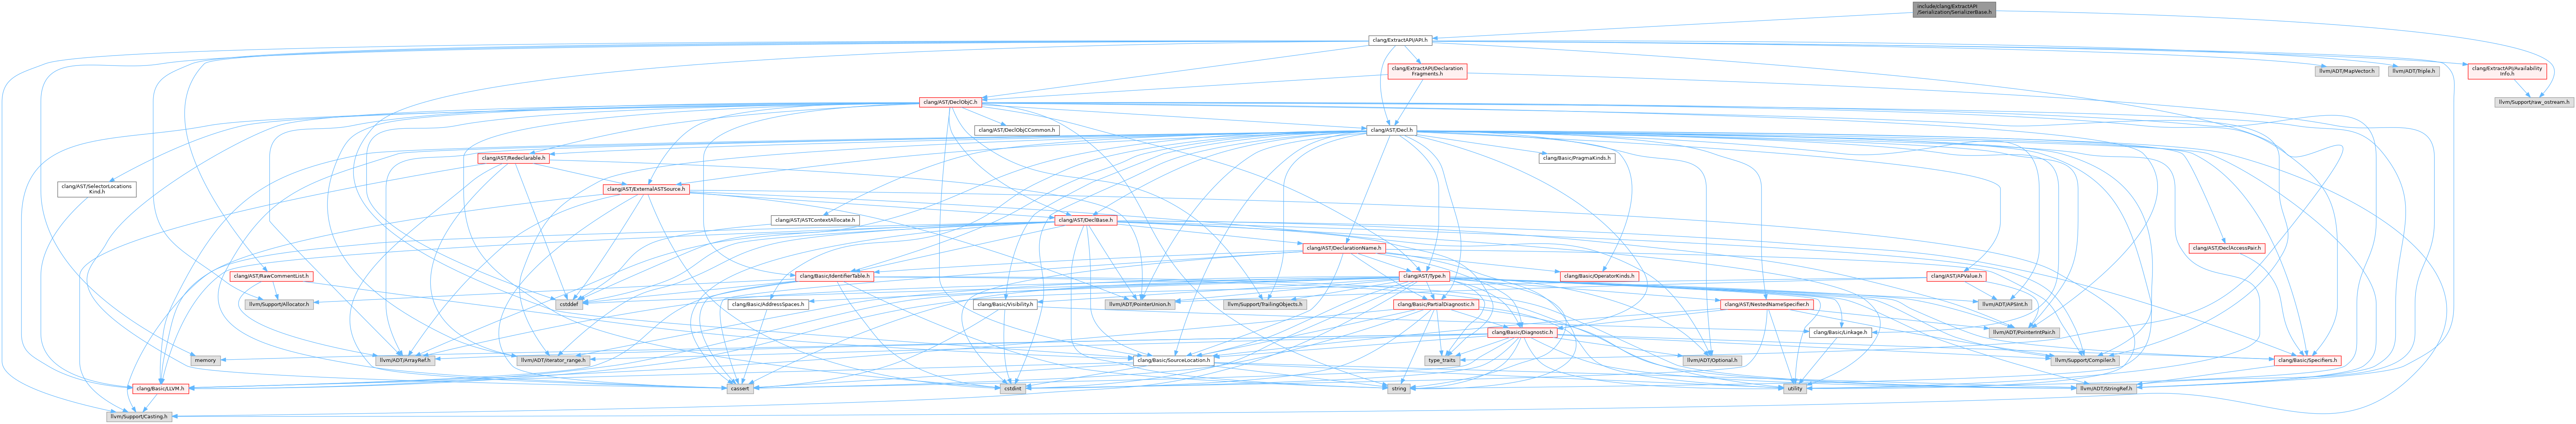 include/clang/ExtractAPI
/Serialization/SerializerBase.h
clang/ExtractAPI/API.h
clang/ExtractAPI/Declaration
Fragments.h
llvm/ADT/MapVector.h
llvm/ADT/Triple.h
clang/ExtractAPI/Availability
Info.h
clang/AST/DeclObjC.h
llvm/Support/raw_ostream.h
clang/AST/DeclObjCCommon.h
clang/AST/Decl.h
clang/AST/Redeclarable.h
clang/Basic/PragmaKinds.h
clang/AST/SelectorLocations
Kind.h
clang/AST/ExternalASTSource.h
clang/AST/ASTContextAllocate.h
clang/AST/DeclBase.h
clang/AST/DeclarationName.h
clang/AST/DeclAccessPair.h
clang/AST/RawCommentList.h
clang/Basic/IdentifierTable.h
clang/AST/Type.h
clang/Basic/OperatorKinds.h
clang/AST/APValue.h
llvm/Support/Allocator.h
cstddef
clang/Basic/AddressSpaces.h
clang/Basic/Visibility.h
llvm/ADT/PointerUnion.h
llvm/Support/TrailingObjects.h
clang/Basic/PartialDiagnostic.h
clang/AST/NestedNameSpecifier.h
llvm/ADT/APSInt.h
clang/Basic/Diagnostic.h
clang/Basic/Linkage.h
llvm/ADT/PointerIntPair.h
memory
llvm/ADT/ArrayRef.h
llvm/ADT/iterator_range.h
clang/Basic/SourceLocation.h
type_traits
llvm/ADT/Optional.h
llvm/Support/Compiler.h
clang/Basic/Specifiers.h
clang/Basic/LLVM.h
cassert
cstdint
string
utility
llvm/ADT/StringRef.h
llvm/Support/Casting.h